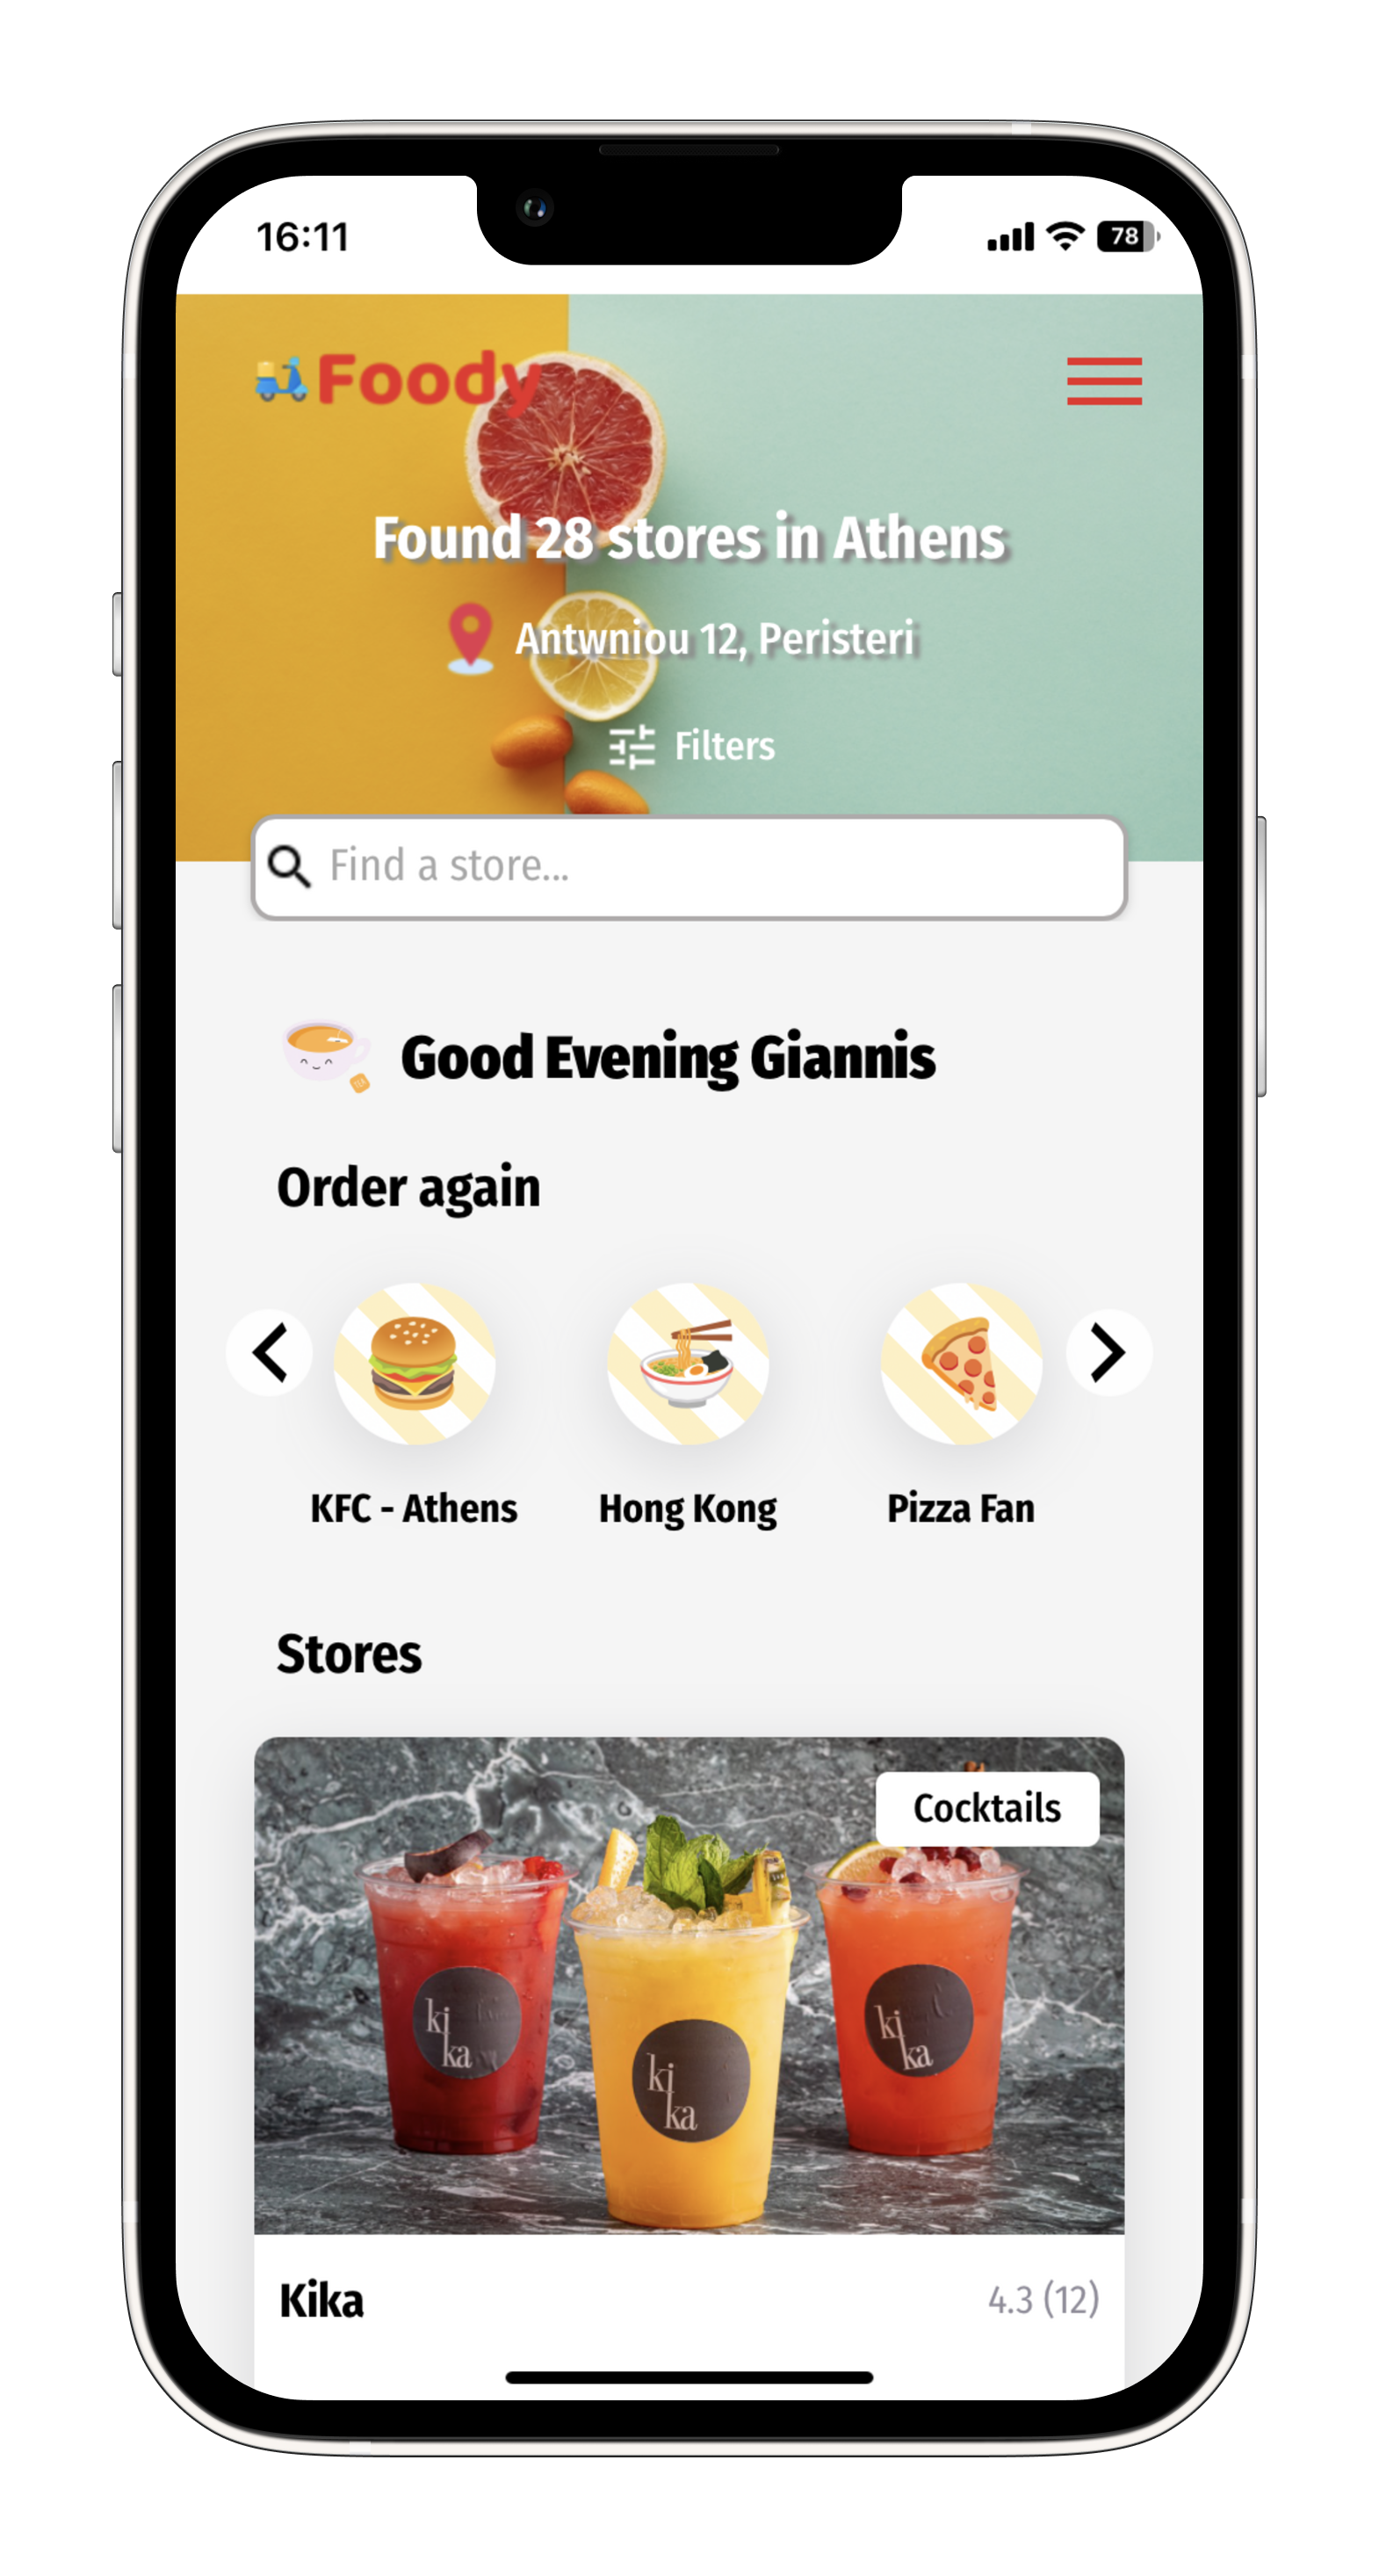 16:11
78
Foody
Found 28 stores in Athens
Antwniou 12, Peristeri
Filters
Find a store...
Good Evening Giannis
Order again
KFC - Athens
Hong Kong
Pizza Fan
Stores
Cocktails
ki
ka
ki
ka
ki
ka
Kika
4.3 (12)